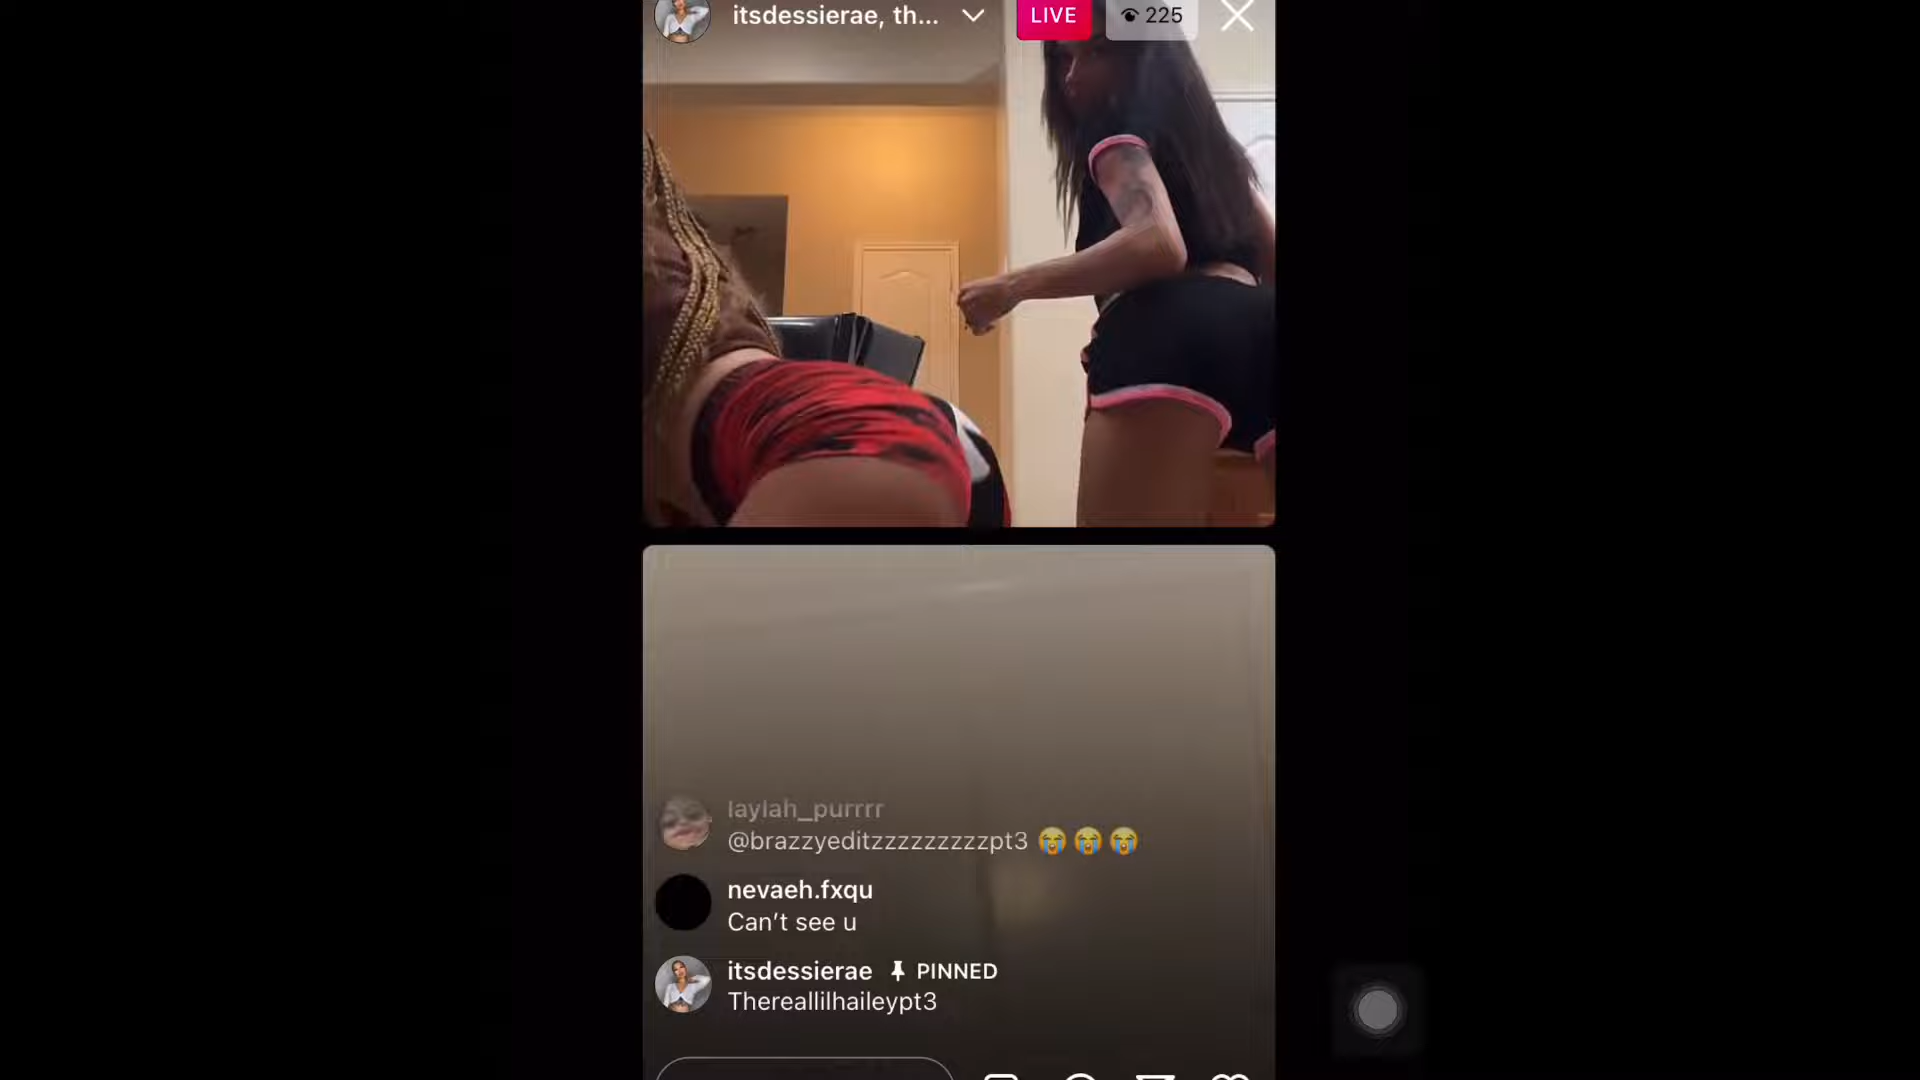 itsdessierae, th...
LIVE
225
laylah_purrrr
@brazzyeditzzzzzzzzzpt3 😭😭😭
nevaeh.fxqu
Can’t see u
itsdessierae PINNED
Thereallilhaileypt3